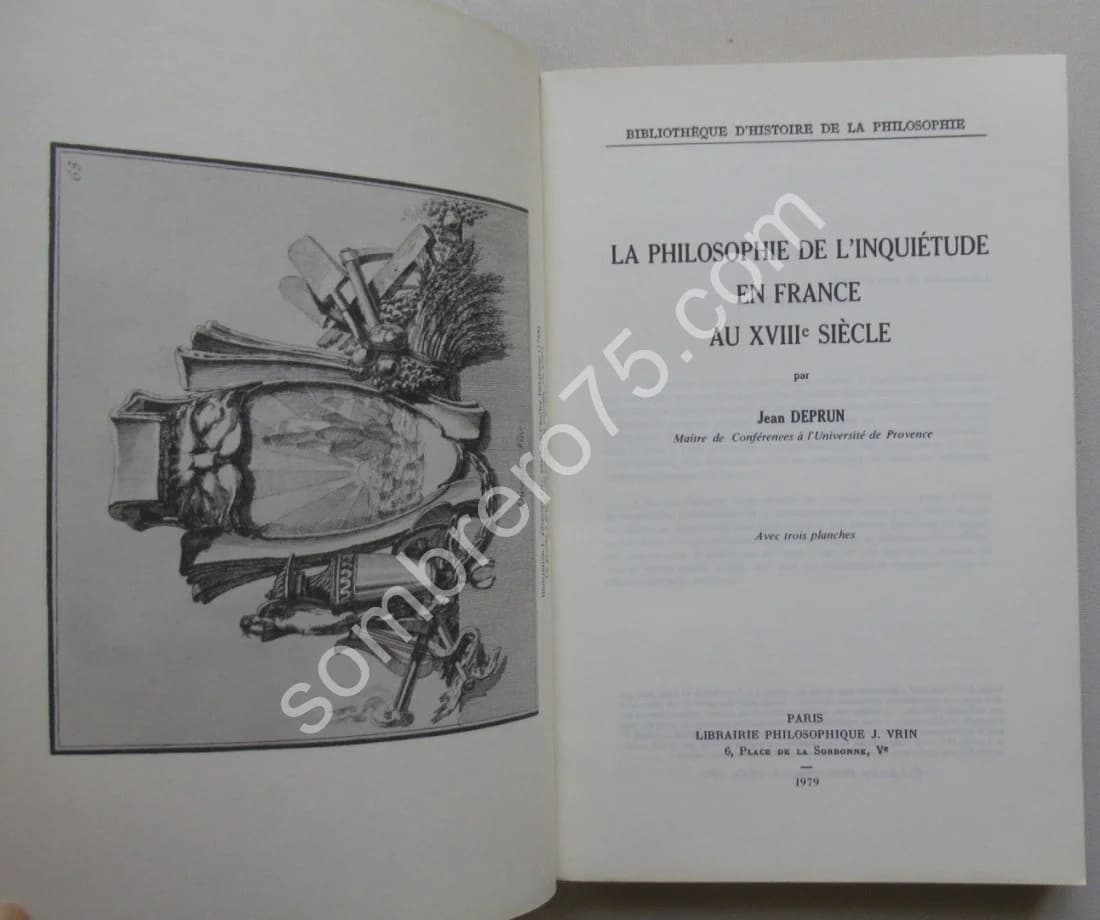 68
BIBLIOTHÈQUE D'HISTOIRE DE LA PHILOSOPHIE
LA PHILOSOPHIE DE L'INQUIÉTUDE
EN FRANCE
AU XVIIIe SIÈCLE
par
Jean DEPRUN
Maître de Conférences à l'Université de Provence
Avec trois planches
PARIS
LIBRAIRIE PHILOSOPHIQUE J. VRIN
6, PLACE DE LA SORBONNE, Ve
1979
sombrero75.com